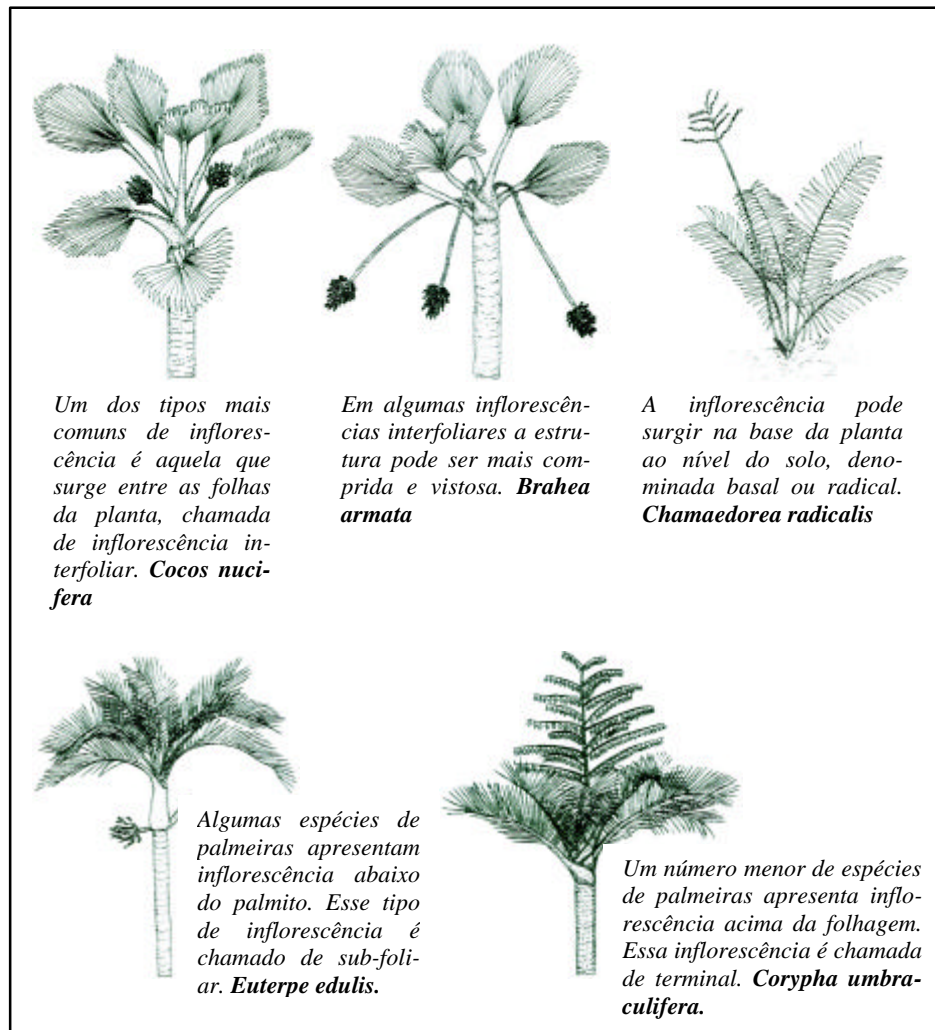 Um dos tipos mais
comuns de inflores-
cência é aquela que
surge entre as folhas
da planta, chamada
de inflorescência in-
terfoliar. Cocos nuci-
fera
Em algumas inflorescên-
cias interfoliares a estru-
tura pode ser mais com-
prida e vistosa. Brahea
armata
A inflorescência pode
surgir na base da planta
ao nível do solo, deno-
minada basal ou radical.
Chamaedorea radicalis
Algumas espécies de
palmeiras apresentam
inflorescência abaixo
do palmito. Esse tipo
de inflorescência é
chamado de sub-foli-
ar. Euterpe edulis.
Um número menor de espécies
de palmeiras apresenta inflo-
rescência acima da folhagem.
Essa inflorescência é chamada
de terminal. Corypha umbra-
culifera.